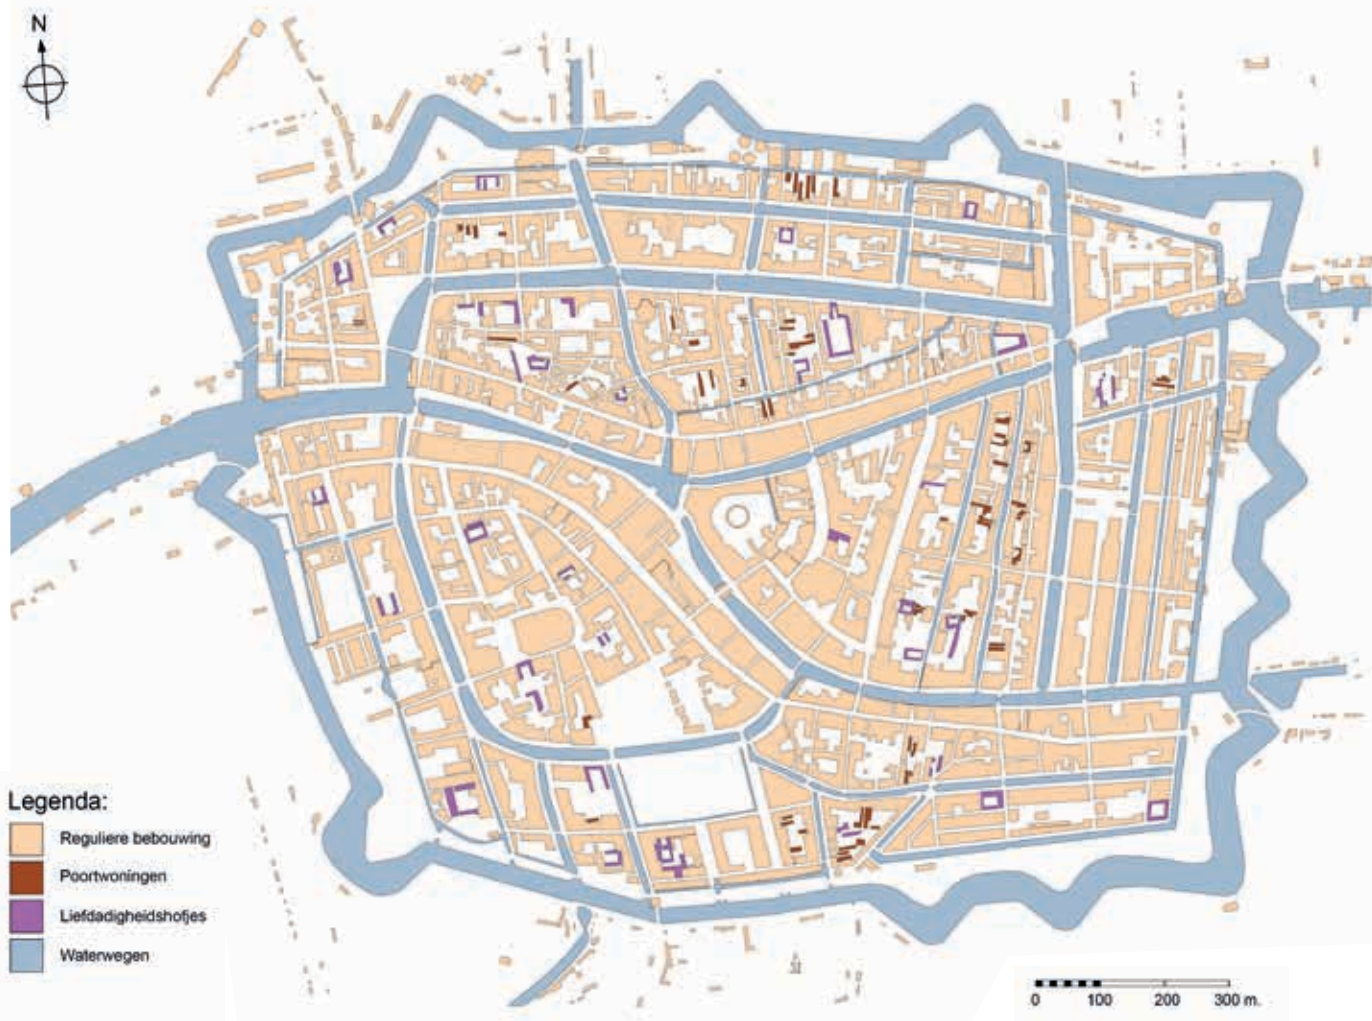 N
Legenda:
Reguliere bebouwing
Poortwoningen
Liefdadigheidshofjes
Waterwegen
0 100 200 300 m.